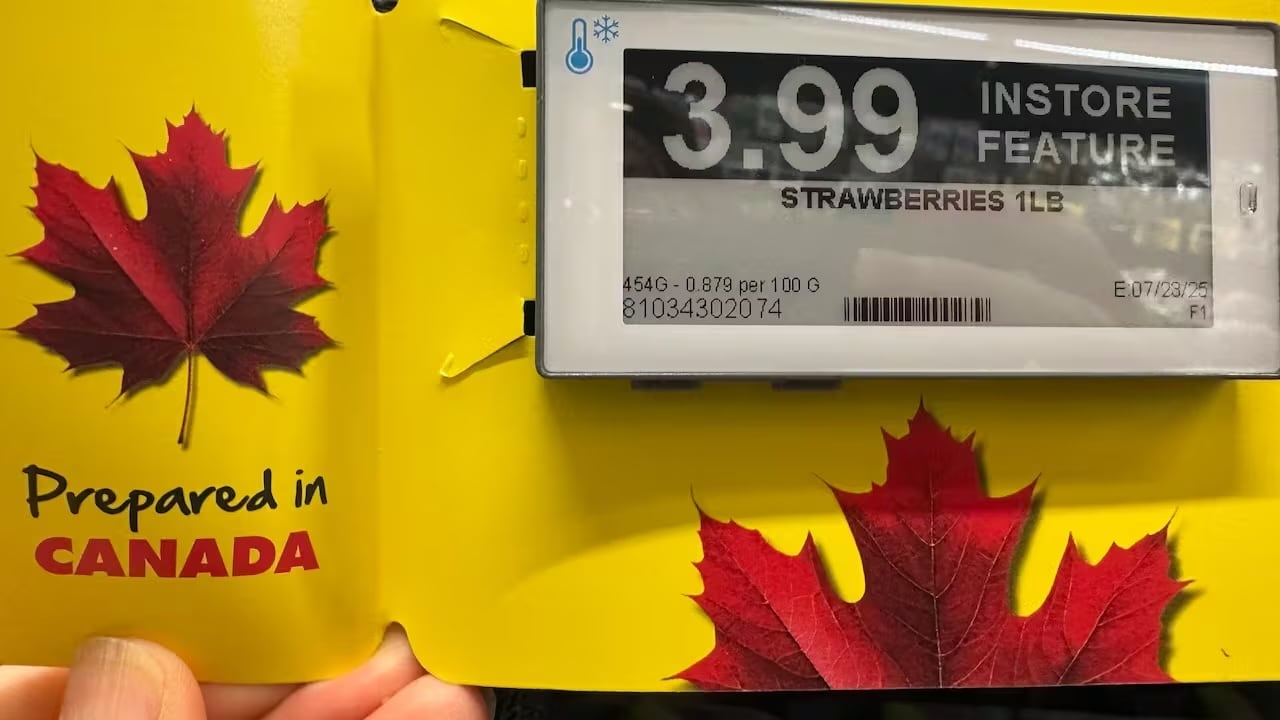 Prepared in
CANADA
3.99
INSTORE
FEATURE
STRAWBERRIES 1LB
454G - 0.879 per 100 G
81034302074
E:07/23/25
F1